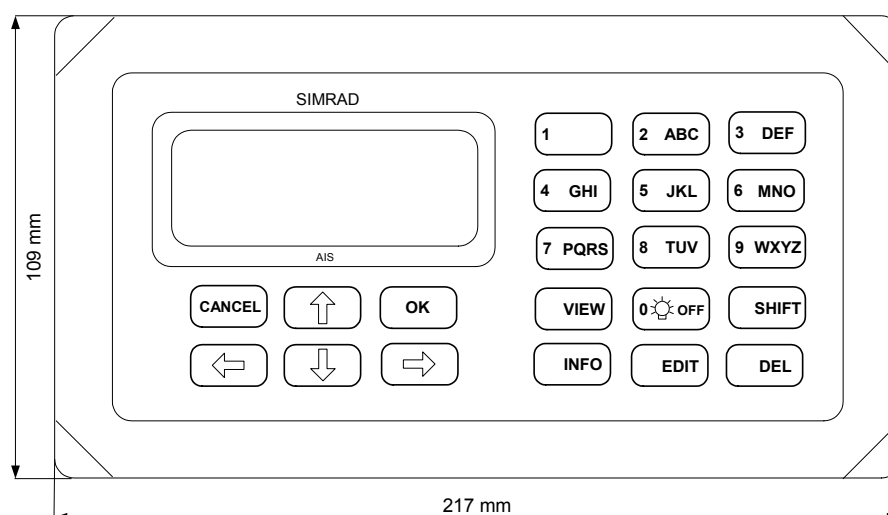 SIMRAD
1
2 ABC
3 DEF
4 GHI
5 JKL
6 MNO
7 PQRS
8 TUV
9 WXYZ
AIS
CANCEL
OK
VIEW
0 OFF
SHIFT
INFO
EDIT
DEL
109 mm
217 mm